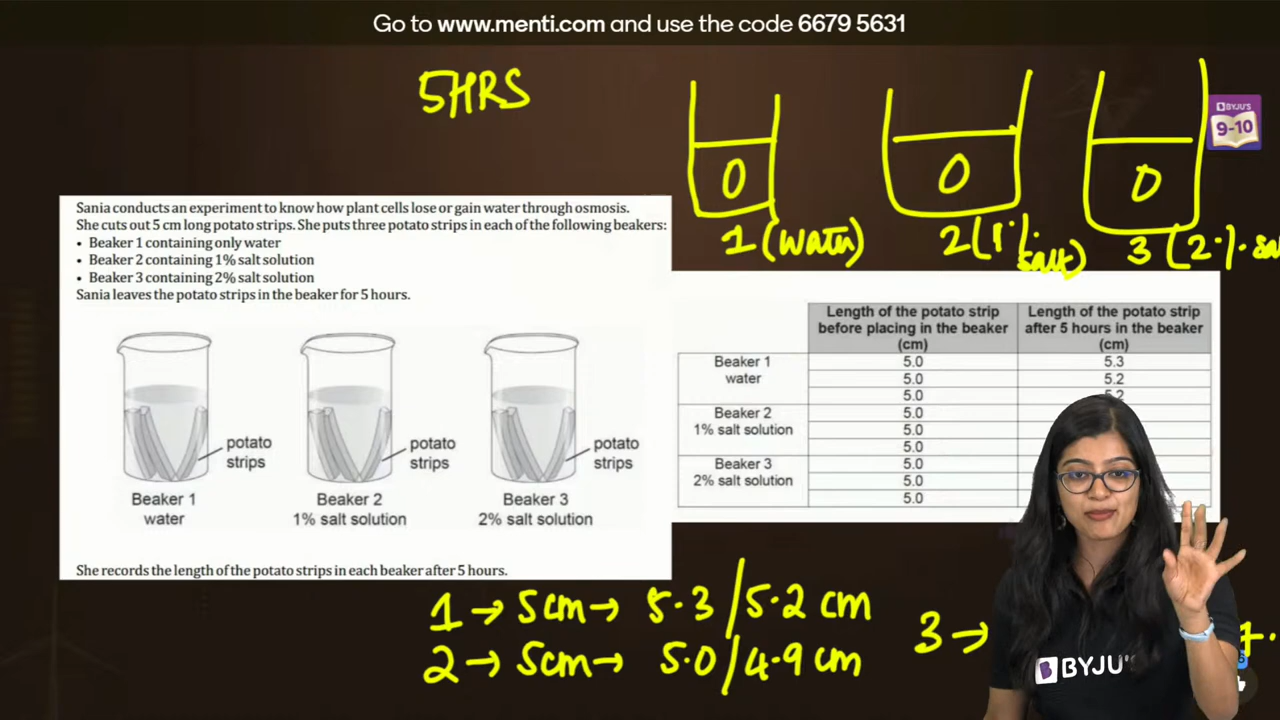 Go to www.menti.com and use the code 6679 5631
5HRS
BYJU'S
9-10
0
0
0
1 (water)
2 (1%. salt)
3 (2%.
Sania conducts an experiment to know how plant cells lose or gain water through osmosis.
She cuts out 5 cm long potato strips. She puts three potato strips in each of the following beakers:
• Beaker 1 containing only water
• Beaker 2 containing 1% salt solution
• Beaker 3 containing 2% salt solution
Sania leaves the potato strips in the beaker for 5 hours.
potato strips
potato strips
potato strips
Beaker 1 water
Beaker 2 1% salt solution
Beaker 3 2% salt solution
She records the length of the potato strips in each beaker after 5 hours.
Length of the potato strip before placing in the beaker (cm)
Length of the potato strip after 5 hours in the beaker (cm)
Beaker 1 water
5.0 5.3
5.0 5.2
5.0 5.2
Beaker 2 1% salt solution
5.0
5.0
5.0
Beaker 3 2% salt solution
5.0
5.0
5.0
1 → 5cm → 5.3/5.2 cm
2 → 5cm → 5.0/4.9 cm
3 →
BYJU'S